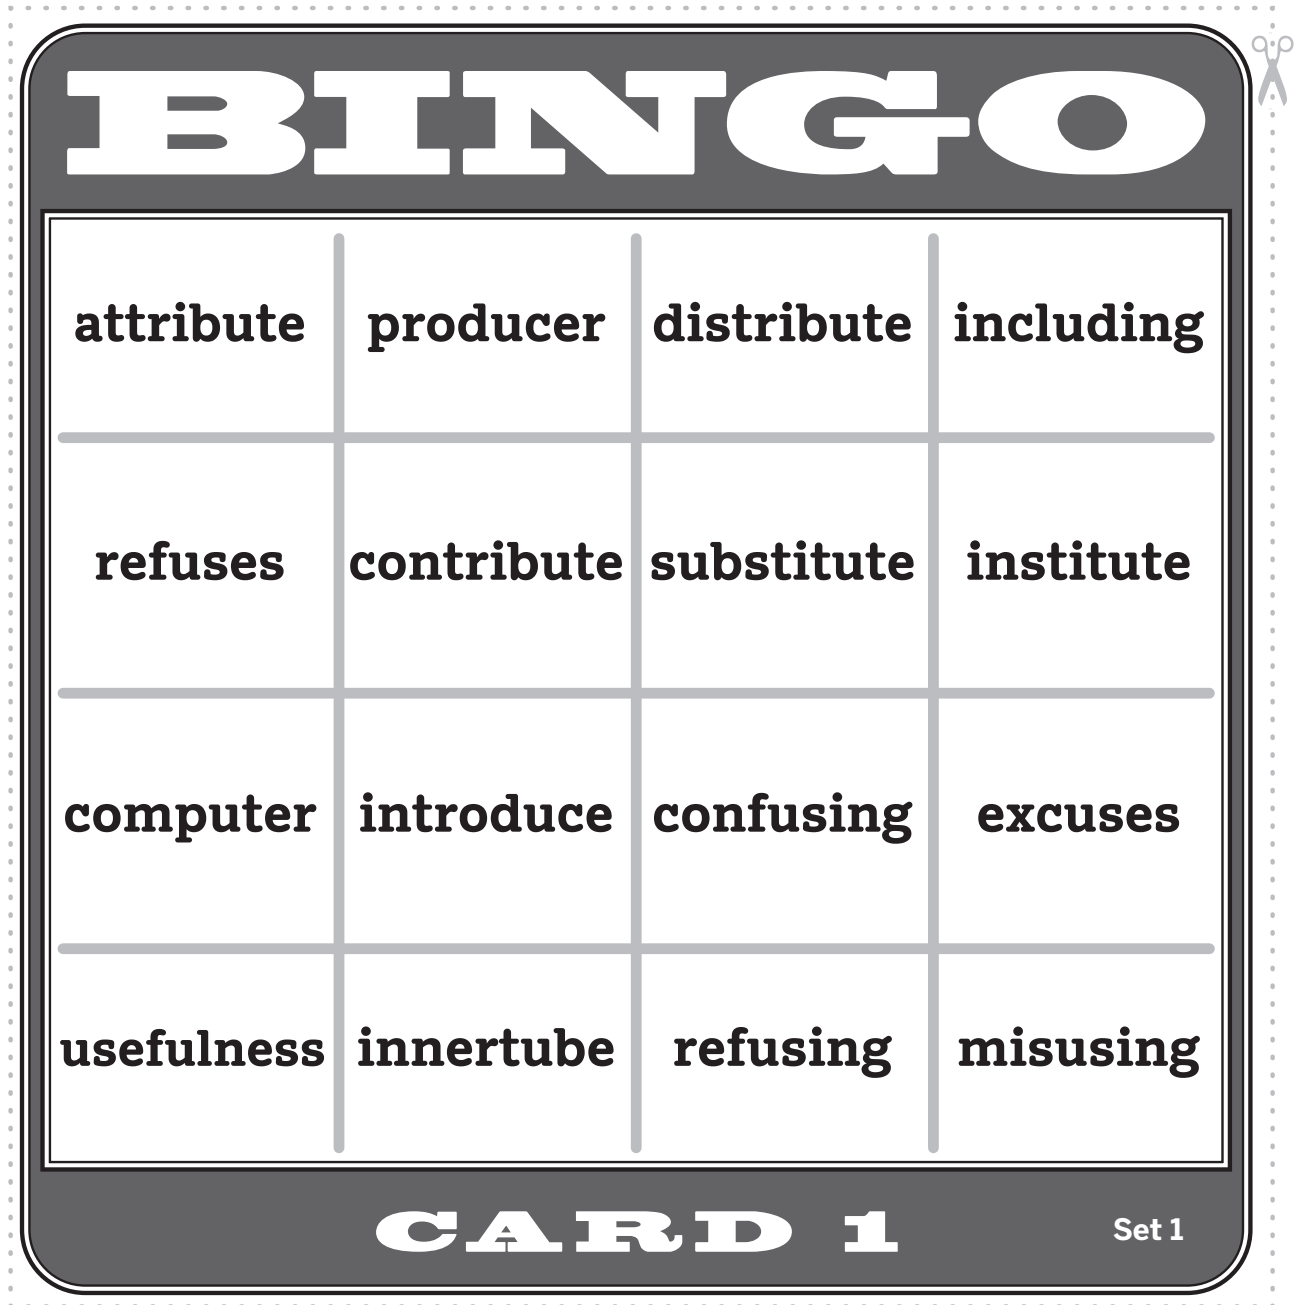 BINGO
attribute producer distribute including
refuses contribute substitute institute
computer introduce confusing excuses
usefulness innertube refusing misusing
CARD 1
Set 1